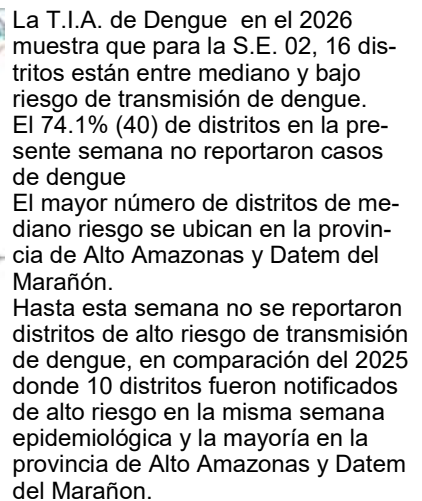 La T.I.A. de Dengue  en el 2026
muestra que para la S.E. 02, 16 dis-
tritos están entre mediano y bajo
riesgo de transmisión de dengue.
El 74.1% (40) de distritos en la pre-
sente semana no reportaron casos
de dengue
El mayor número de distritos de me-
diano riesgo se ubican en la provin-
cia de Alto Amazonas y Datem del
Marañón.
Hasta esta semana no se reportaron
distritos de alto riesgo de transmisión
de dengue, en comparación del 2025
donde 10 distritos fueron notificados
de alto riesgo en la misma semana
epidemiológica y la mayoría en la
provincia de Alto Amazonas y Datem
del Marañon.